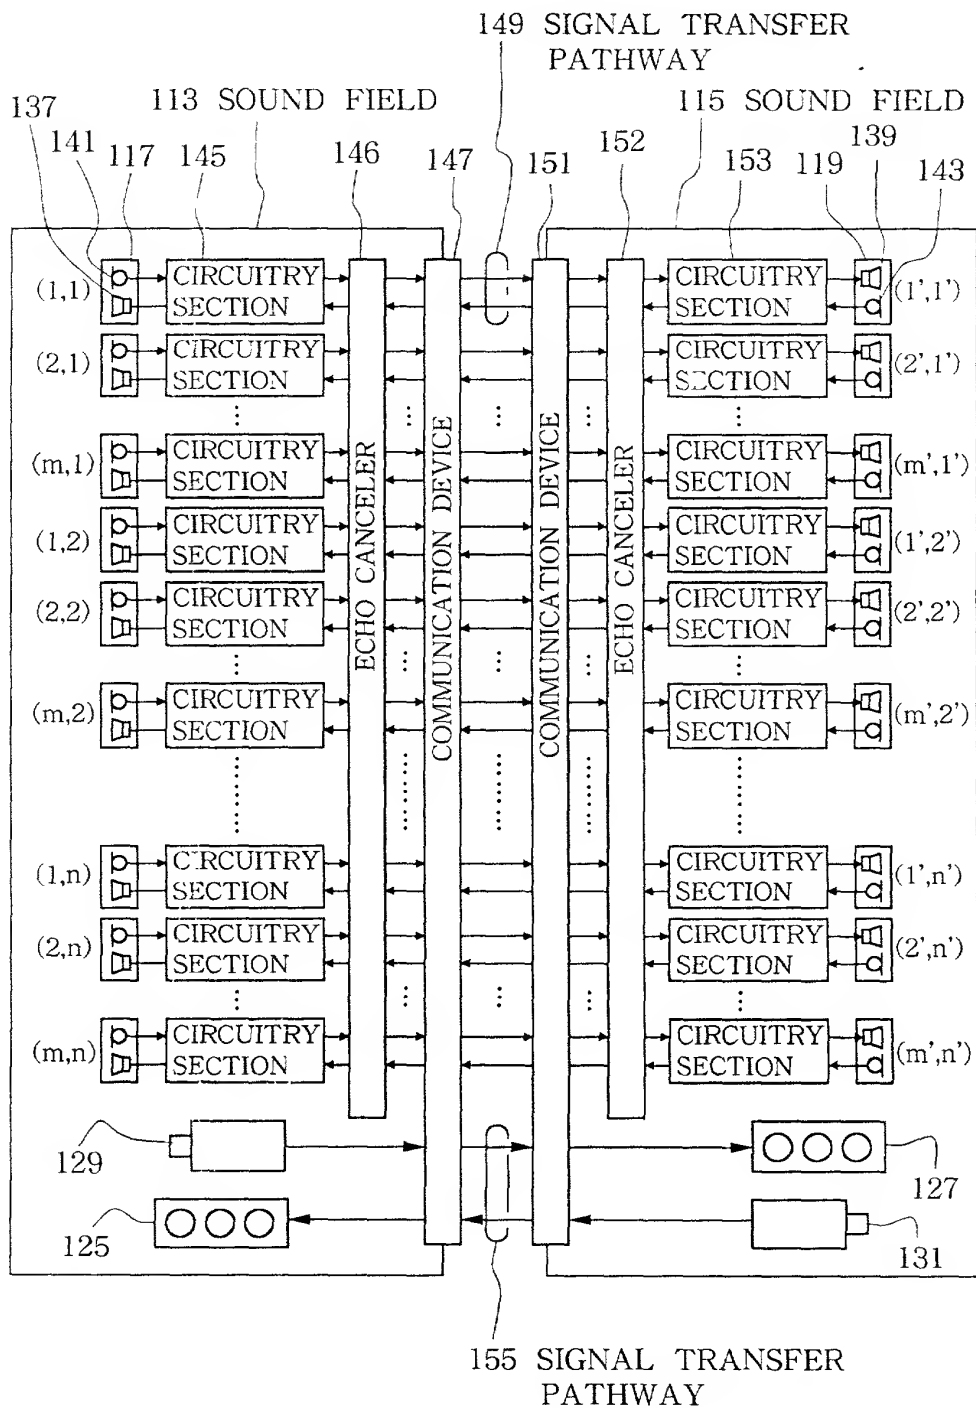 149 SIGNAL TRANSFER
PATHWAY
113 SOUND FIELD
115 SOUND FIELD
137
141
117
145
146
147
151
152
153
119
139
143
(1,1)
CIRCUITRY
SECTION
CIRCUITRY
SECTION
(1',1')
(2,1)
CIRCUITRY
SECTION
CIRCUITRY
SECTION
(2',1')
(m,1)
CIRCUITRY
SECTION
CIRCUITRY
SECTION
(m',1')
(1,2)
CIRCUITRY
SECTION
CIRCUITRY
SECTION
(1',2')
(2,2)
CIRCUITRY
SECTION
CIRCUITRY
SECTION
(2',2')
(m,2)
CIRCUITRY
SECTION
CIRCUITRY
SECTION
(m',2')
(1,n)
CIRCUITRY
SECTION
CIRCUITRY
SECTION
(1',n')
(2,n)
CIRCUITRY
SECTION
CIRCUITRY
SECTION
(2',n')
(m,n)
CIRCUITRY
SECTION
CIRCUITRY
SECTION
(m',n')
ECHO CANCELER
COMMUNICATION DEVICE
COMMUNICATION DEVICE
ECHO CANCELER
129
127
125
131
155 SIGNAL TRANSFER
PATHWAY